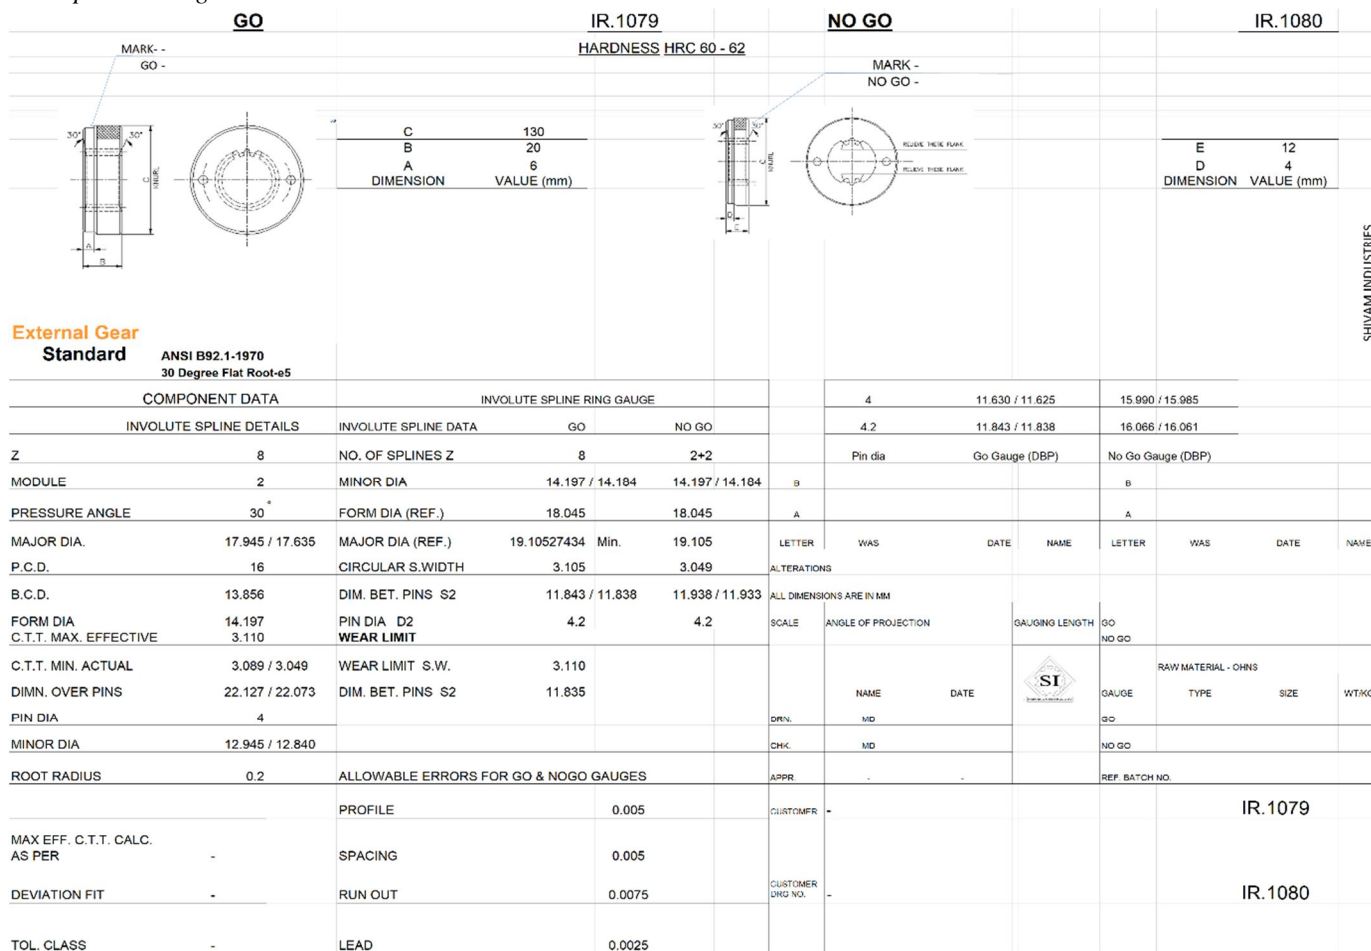 GO IR.1079 NO GO IR.1080
HARDNESS HRC 60 - 62
MARK- -
GO -
MARK -
NO GO -
30° 30°
C
KNURL
A
B
C 130
B 20
A 6
DIMENSION VALUE (mm)
30° 30°
C
KNURL
D
E
RELIEVE THESE FLANK
RELIEVE THESE FLANK
E 12
D 4
DIMENSION VALUE (mm)
SHIVAM INDUSTRIES
External Gear
Standard ANSI B92.1-1970
30 Degree Flat Root-e5
COMPONENT DATA INVOLUTE SPLINE RING GAUGE 4 11.630 / 11.625 15.990 / 15.985
INVOLUTE SPLINE DETAILS INVOLUTE SPLINE DATA GO NO GO 4.2 11.843 / 11.838 16.066 / 16.061
Z 8 NO. OF SPLINES Z 8 2+2 Pin dia Go Gauge (DBP) No Go Gauge (DBP)
MODULE 2 MINOR DIA 14.197 / 14.184 14.197 / 14.184 B B
PRESSURE ANGLE 30 ° FORM DIA (REF.) 18.045 18.045 A A
MAJOR DIA. 17.945 / 17.635 MAJOR DIA (REF.) 19.10527434 Min. 19.105 LETTER WAS DATE NAME LETTER WAS DATE NAME
P.C.D. 16 CIRCULAR S.WIDTH 3.105 3.049 ALTERATIONS
B.C.D. 13.856 DIM. BET. PINS S2 11.843 / 11.838 11.938 / 11.933 ALL DIMENSIONS ARE IN MM
FORM DIA 14.197 PIN DIA D2 4.2 4.2 SCALE ANGLE OF PROJECTION GAUGING LENGTH GO
C.T.T. MAX. EFFECTIVE 3.110 WEAR LIMIT NO GO
C.T.T. MIN. ACTUAL 3.089 / 3.049 WEAR LIMIT S.W. 3.110 SI RAW MATERIAL - OHNS
DIMN. OVER PINS 22.127 / 22.073 DIM. BET. PINS S2 11.835 NAME DATE GAUGE TYPE SIZE WT/KG
PIN DIA 4 DRN. MD GO
MINOR DIA 12.945 / 12.840 CHK. MD NO GO
ROOT RADIUS 0.2 ALLOWABLE ERRORS FOR GO & NOGO GAUGES APPR. - - REF. BATCH NO.
PROFILE 0.005 CUSTOMER - IR.1079
MAX EFF. C.T.T. CALC.
AS PER - SPACING 0.005
DEVIATION FIT - RUN OUT 0.0075 CUSTOMER
DRG NO. - IR.1080
TOL. CLASS - LEAD 0.0025